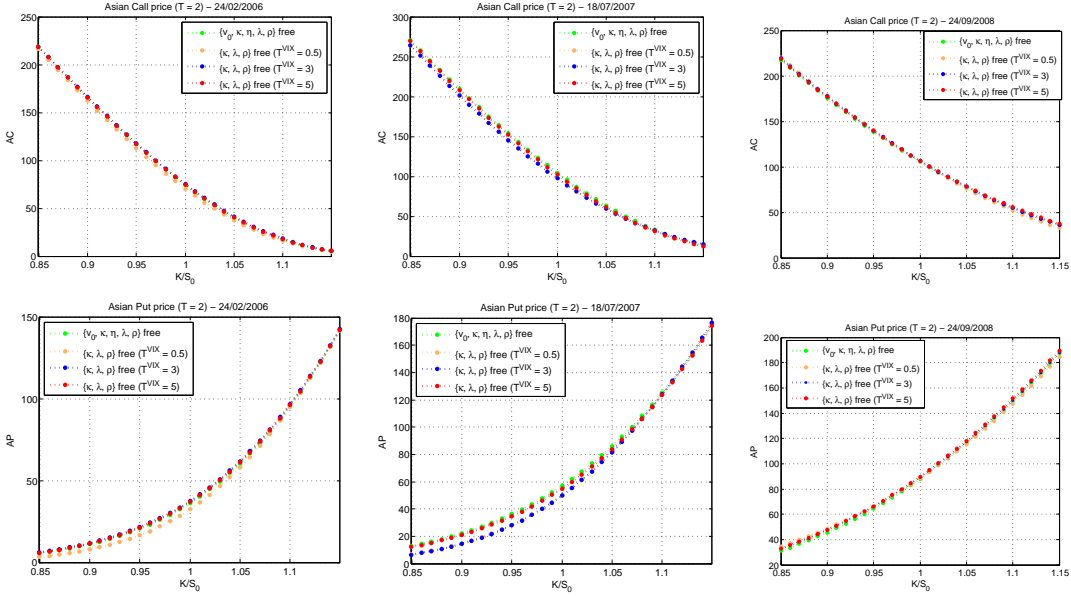 Asian Call price (T = 2) – 24/02/2006
250
200
150
100
50
0
AC
0.85 0.9 0.95 1 1.05 1.1
K/S₀
{v₀, κ, η, λ, ρ} free
{κ, λ, ρ} free (T^VIX = 0.5)
{κ, λ, ρ} free (T^VIX = 3)
{κ, λ, ρ} free (T^VIX = 5)
Asian Call price (T = 2) – 18/07/2007
300
250
200
150
100
50
0
AC
0.85 0.9 0.95 1 1.05 1.1
K/S₀
{v₀, κ, η, λ, ρ} free
{κ, λ, ρ} free (T^VIX = 0.5)
{κ, λ, ρ} free (T^VIX = 3)
{κ, λ, ρ} free (T^VIX = 5)
Asian Call price (T = 2) – 24/09/2008
250
200
150
100
50
0
AC
0.85 0.9 0.95 1 1.05 1.1 1.15
K/S₀
{v₀, κ, η, λ, ρ} free
{κ, λ, ρ} free (T^VIX = 0.5)
{κ, λ, ρ} free (T^VIX = 3)
{κ, λ, ρ} free (T^VIX = 5)
Asian Put price (T = 2) – 24/02/2006
150
100
50
0
AP
0.85 0.9 0.95 1 1.05 1.1
K/S₀
{v₀, κ, η, λ, ρ} free
{κ, λ, ρ} free (T^VIX = 0.5)
{κ, λ, ρ} free (T^VIX = 3)
{κ, λ, ρ} free (T^VIX = 5)
Asian Put price (T = 2) – 18/07/2007
180
160
140
120
100
80
60
40
20
0
AP
0.85 0.9 0.95 1 1.05 1.1
K/S₀
{v₀, κ, η, λ, ρ} free
{κ, λ, ρ} free (T^VIX = 0.5)
{κ, λ, ρ} free (T^VIX = 3)
{κ, λ, ρ} free (T^VIX = 5)
Asian Put price (T = 2) – 24/09/2008
200
180
160
140
120
100
80
60
40
20
AP
0.85 0.9 0.95 1 1.05 1.1 1.15
K/S₀
{v₀, κ, η, λ, ρ} free
{κ, λ, ρ} free (T^VIX = 0.5)
{κ, λ, ρ} free (T^VIX = 3)
{κ, λ, ρ} free (T^VIX = 5)